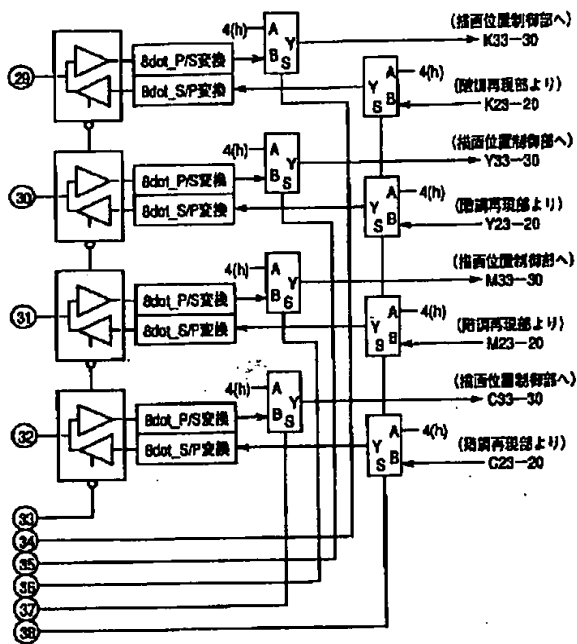 (描画位置制御部へ)
4(h) A
Y K33-30
B S
29
8dot_P/S変換
8dot_S/P変換
A 4(h)
(階調再現部より)
Y
S B K23-20
(描画位置制御部へ)
4(h) A
Y Y33-30
B S
30
8dot_P/S変換
8dot_S/P変換
A 4(h)
(階調再現部より)
Y
S B Y23-20
(描画位置制御部へ)
4(h) A
Y M33-30
B S
31
8dot_P/S変換
8dot_S/P変換
A 4(h)
(階調再現部より)
Y
S B M23-20
(描画位置制御部へ)
4(h) A
Y C33-30
B S
32
8dot_P/S変換
8dot_S/P変換
A 4(h)
(階調再現部より)
Y
S B C23-20
33
34
35
36
37
38